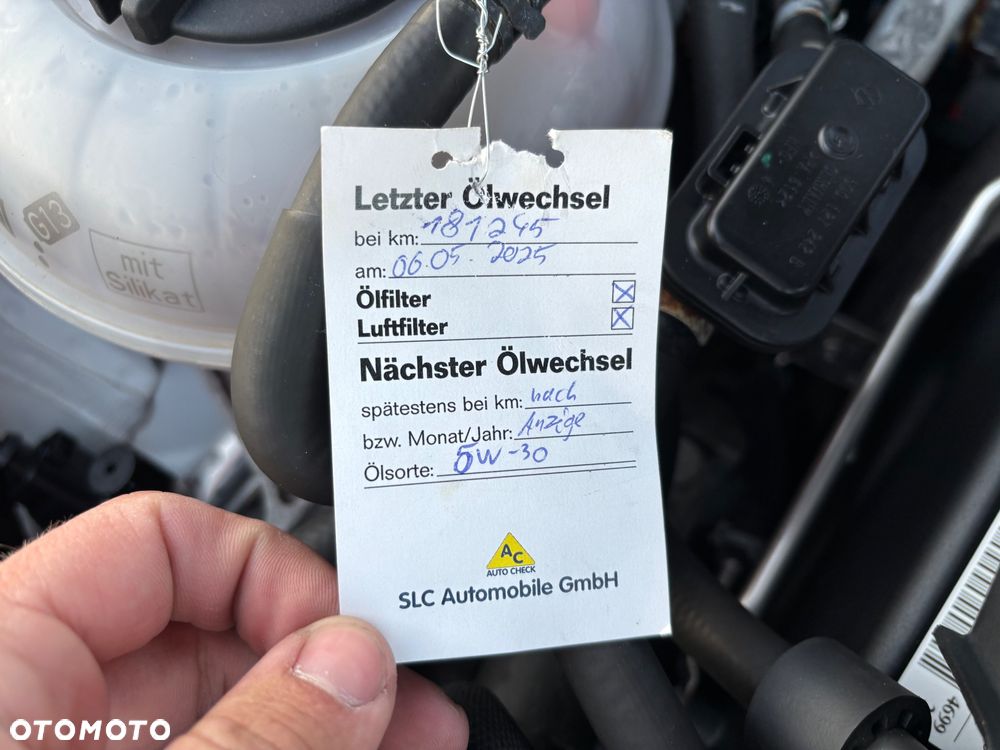 G13
mit
Silikat
Letzter Ölwechsel
bei km: 181245
am: 06.05.2025
Ölfilter
Luftfilter
Nächster Ölwechsel
spätestens bei km: nach
bzw. Monat/Jahr: Anzige
Ölsorte: 5W-30
AC
AUTO CHECK
SLC Automobile GmbH
4699
OTOMOTO